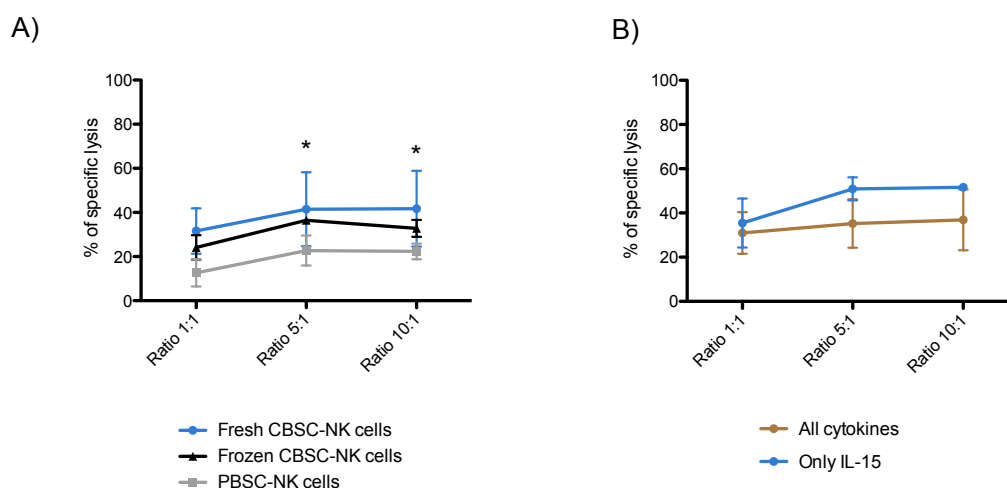 A)
% of specific lysis
100
80
60
40
20
0
*
*
Ratio 1:1
Ratio 5:1
Ratio 10:1
Fresh CBSC-NK cells
Frozen CBSC-NK cells
PBSC-NK cells
B)
% of specific lysis
100
80
60
40
20
0
Ratio 1:1
Ratio 5:1
Ratio 10:1
All cytokines
Only IL-15